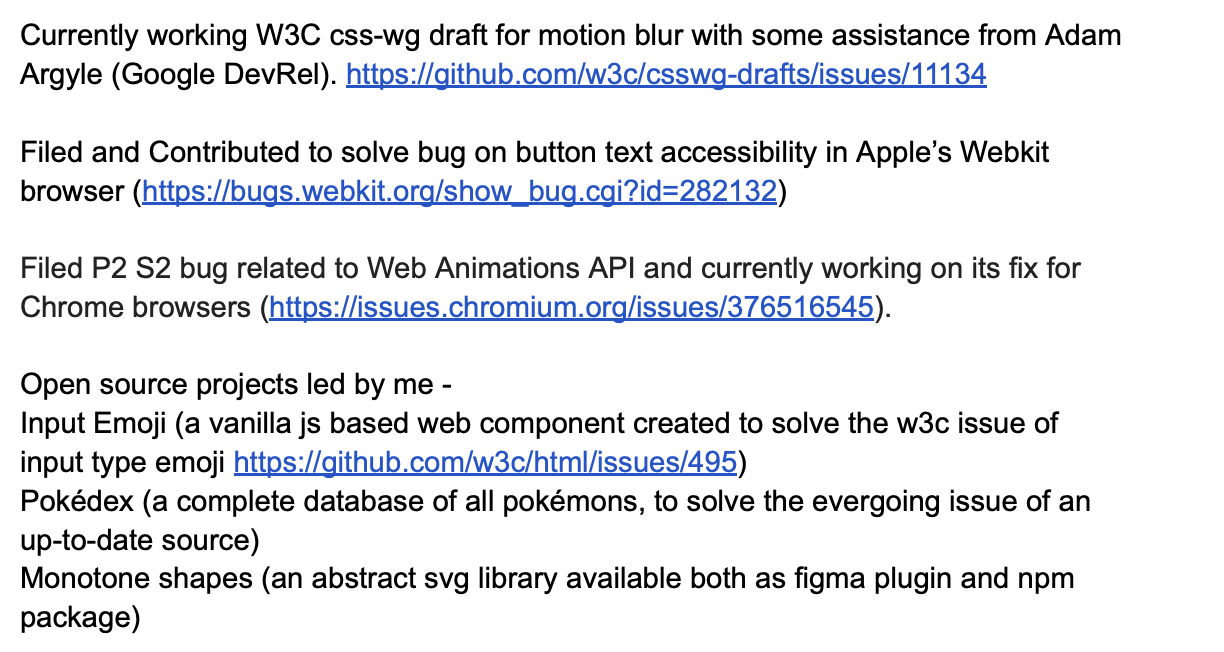 Currently working W3C css-wg draft for motion blur with some assistance from Adam
Argyle (Google DevRel). https://github.com/w3c/csswg-drafts/issues/11134
Filed and Contributed to solve bug on button text accessibility in Apple’s Webkit
browser (https://bugs.webkit.org/show_bug.cgi?id=282132)
Filed P2 S2 bug related to Web Animations API and currently working on its fix for
Chrome browsers (https://issues.chromium.org/issues/376516545).
Open source projects led by me -
Input Emoji (a vanilla js based web component created to solve the w3c issue of
input type emoji https://github.com/w3c/html/issues/495)
Pokédex (a complete database of all pokémons, to solve the evergoing issue of an
up-to-date source)
Monotone shapes (an abstract svg library available both as figma plugin and npm
package)